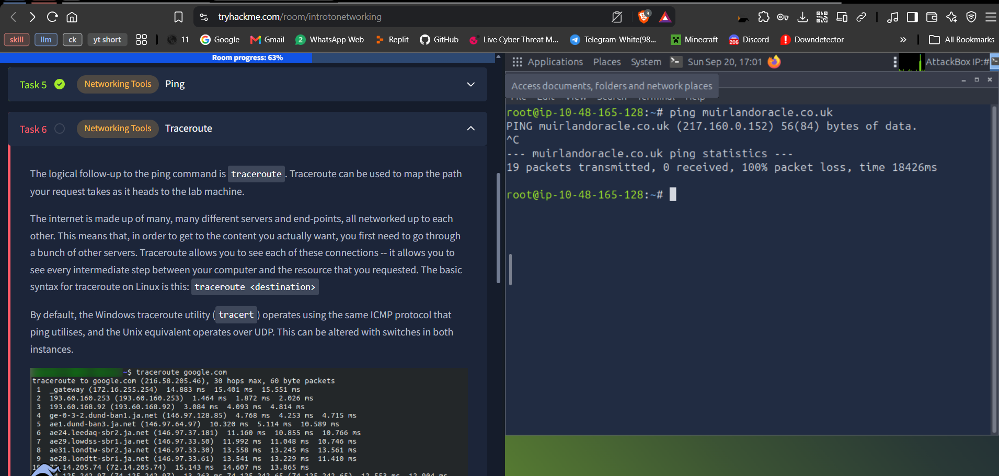 tryhackme.com/room/introtonetworking
9
skill
llm
ck
yt short
11
Google
Gmail
2
WhatsApp Web
Replit
GitHub
Live Cyber Threat M...
Telegram-White(98...
Minecraft
206
Discord
Downdetector
»
All Bookmarks
Room progress: 63%
Task 5
Networking Tools
Ping
Task 6
Networking Tools
Traceroute
The logical follow-up to the ping command is traceroute. Traceroute can be used to map the path
your request takes as it heads to the lab machine.
The internet is made up of many, many different servers and end-points, all networked up to each
other. This means that, in order to get to the content you actually want, you first need to go through
a bunch of other servers. Traceroute allows you to see each of these connections -- it allows you to
see every intermediate step between your computer and the resource that you requested. The basic
syntax for traceroute on Linux is this: traceroute <destination>
By default, the Windows traceroute utility (tracert) operates using the same ICMP protocol that
ping utilises, and the Unix equivalent operates over UDP. This can be altered with switches in both
instances.
~$ traceroute google.com
traceroute to google.com (216.58.205.46), 30 hops max, 60 byte packets
1 _gateway (172.16.255.254) 14.883 ms 15.401 ms 15.551 ms
2 193.60.160.253 (193.60.160.253) 1.464 ms 1.872 ms 2.026 ms
3 193.60.168.92 (193.60.168.92) 3.084 ms 4.093 ms 4.814 ms
4 ge-0-3-2.dund-ban1.ja.net (146.97.128.85) 4.768 ms 4.253 ms 4.715 ms
5 ae1.dund-ban3.ja.net (146.97.64.97) 10.320 ms 5.114 ms 10.589 ms
6 ae24.leedaq-sbr2.ja.net (146.97.37.181) 11.160 ms 10.855 ms 10.766 ms
7 ae29.lowdss-sbr1.ja.net (146.97.33.50) 11.992 ms 11.048 ms 10.746 ms
8 ae31.londtw-sbr2.ja.net (146.97.33.30) 13.558 ms 13.245 ms 13.561 ms
9 ae28.londtt-sbr1.ja.net (146.97.33.61) 13.541 ms 13.229 ms 11.410 ms
72.14.205.74 (72.14.205.74) 15.143 ms 14.607 ms 13.865 ms
Applications
Places
System
Sun Sep 20, 17:01
AttackBox IP:#
Access documents, folders and network places
File Edit View Search Terminal Help
root@ip-10-48-165-128:~# ping muirlandoracle.co.uk
PING muirlandoracle.co.uk (217.160.0.152) 56(84) bytes of data.
^C
--- muirlandoracle.co.uk ping statistics ---
19 packets transmitted, 0 received, 100% packet loss, time 18426ms
root@ip-10-48-165-128:~#